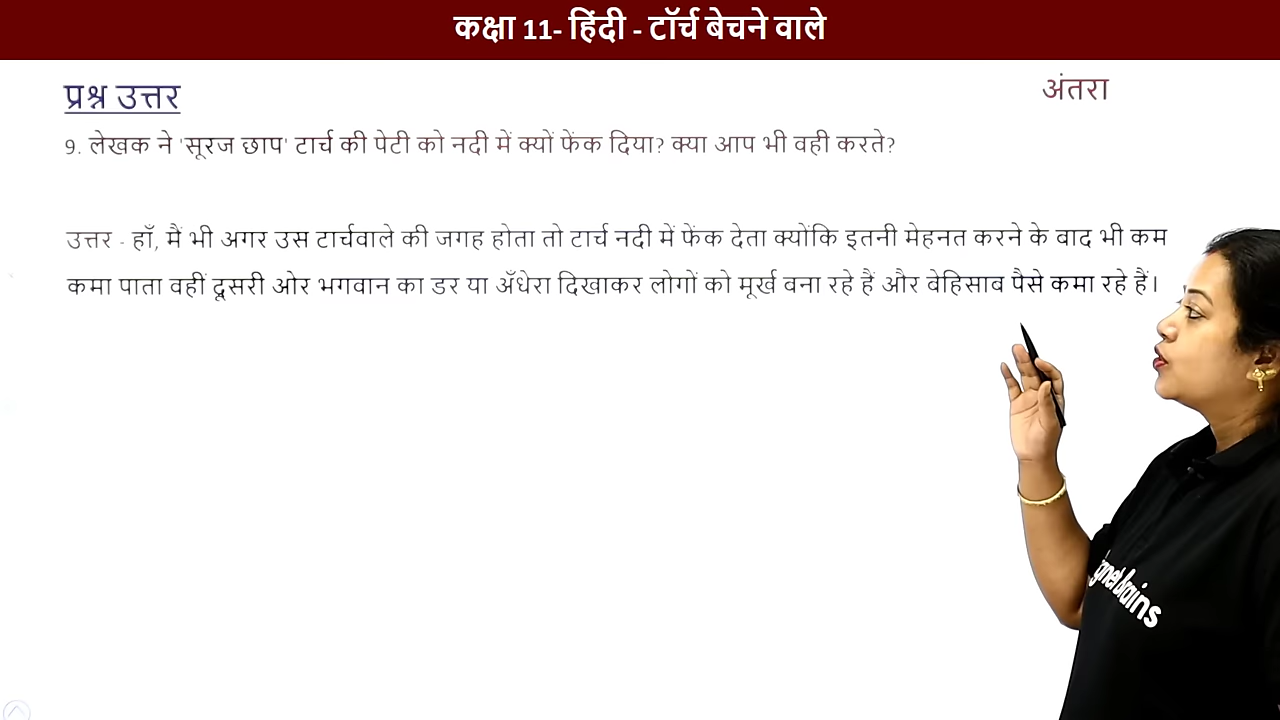 कक्षा 11- हिंदी - टॉर्च बेचने वाले
प्रश्न उत्तर
अंतरा
9. लेखक ने 'सूरज छाप' टार्च की पेटी को नदी में क्यों फेंक दिया? क्या आप भी वही करते?
उत्तर - हाँ, मैं भी अगर उस टार्चवाले की जगह होता तो टार्च नदी में फेंक देता क्योंकि इतनी मेहनत करने के बाद भी कम
कमा पाता वहीं दूसरी ओर भगवान का डर या अँधेरा दिखाकर लोगों को मूर्ख बना रहे हैं और बेहिसाब पैसे कमा रहे हैं।